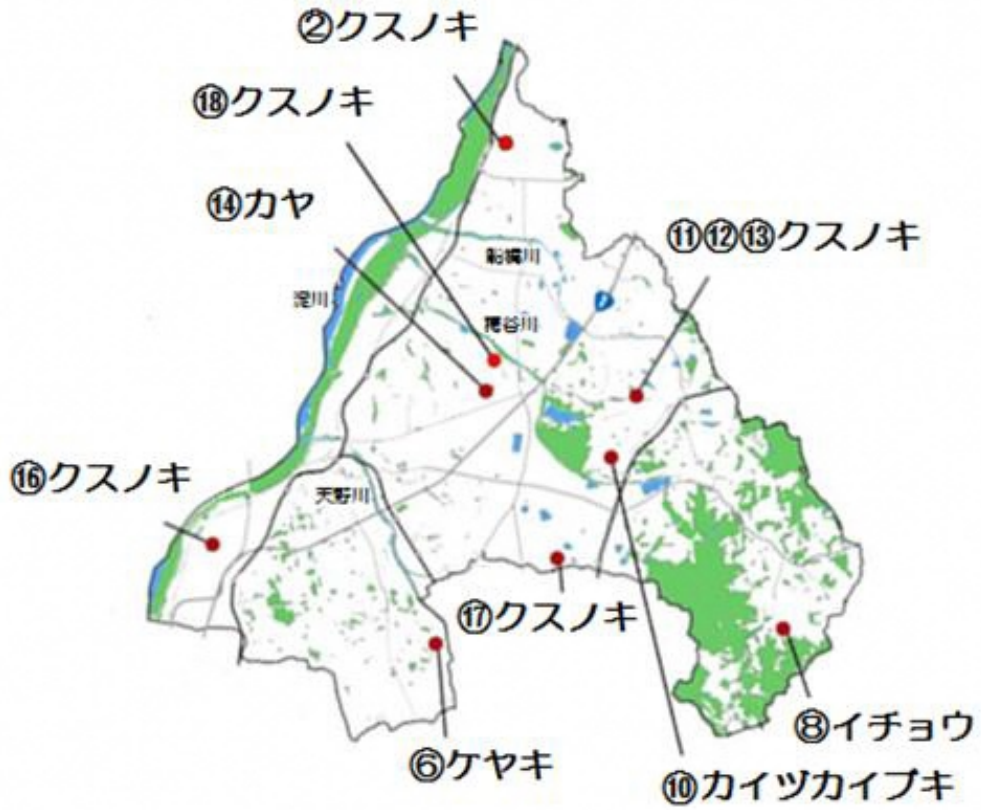 ②クスノキ
⑱クスノキ
⑭カヤ
⑪⑫⑬クスノキ
船橋川
淀川
穂谷川
⑯クスノキ
天野川
⑰クスノキ
⑧イチョウ
⑥ケヤキ
⑩カイヅカイブキ